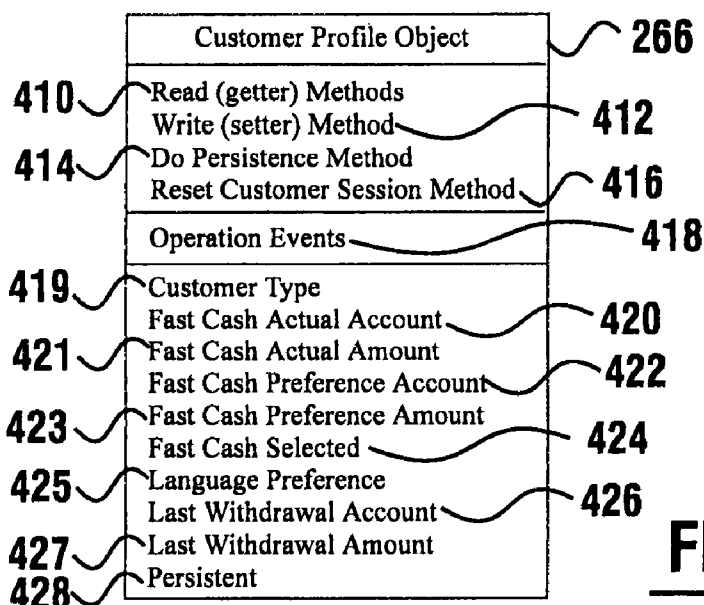 Customer Profile Object 266
410 Read (getter) Methods
Write (setter) Method 412
414 Do Persistence Method
Reset Customer Session Method 416
Operation Events 418
419 Customer Type
Fast Cash Actual Account 420
421 Fast Cash Actual Amount
Fast Cash Preference Account 422
423 Fast Cash Preference Amount
Fast Cash Selected 424
425 Language Preference
Last Withdrawal Account 426
427 Last Withdrawal Amount
428 Persistent